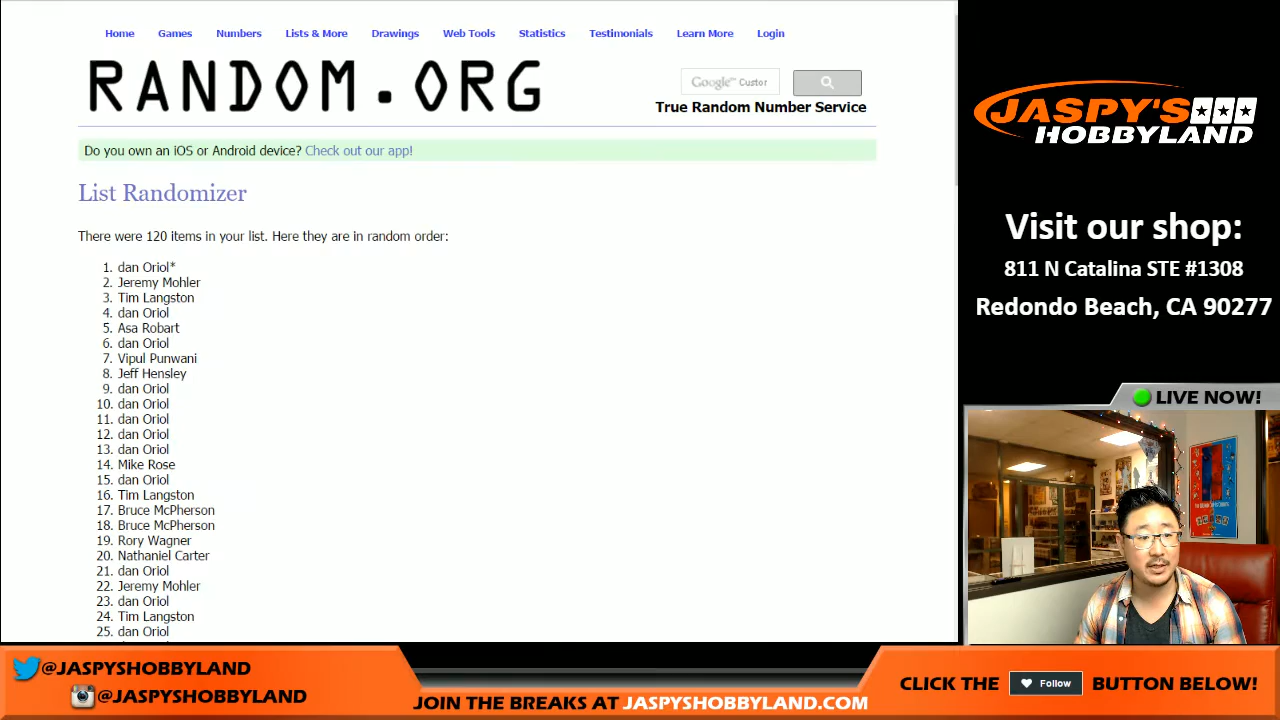 Home Games Numbers Lists & More Drawings Web Tools Statistics Testimonials Learn More Login
RANDOM.ORG
Google™ Custor
True Random Number Service
Do you own an iOS or Android device? Check out our app!
List Randomizer
There were 120 items in your list. Here they are in random order:
1. dan Oriol*
2. Jeremy Mohler
3. Tim Langston
4. dan Oriol
5. Asa Robart
6. dan Oriol
7. Vipul Punwani
8. Jeff Hensley
9. dan Oriol
10. dan Oriol
11. dan Oriol
12. dan Oriol
13. dan Oriol
14. Mike Rose
15. dan Oriol
16. Tim Langston
17. Bruce McPherson
18. Bruce McPherson
19. Rory Wagner
20. Nathaniel Carter
21. dan Oriol
22. Jeremy Mohler
23. dan Oriol
24. Tim Langston
25. dan Oriol
JASPY'S
HOBBYLAND
Visit our shop:
811 N Catalina STE #1308
Redondo Beach, CA 90277
LIVE NOW!
@JASPYSHOBBYLAND
@JASPYSHOBBYLAND
JOIN THE BREAKS AT JASPYSHOBBYLAND.COM
CLICK THE Follow BUTTON BELOW!